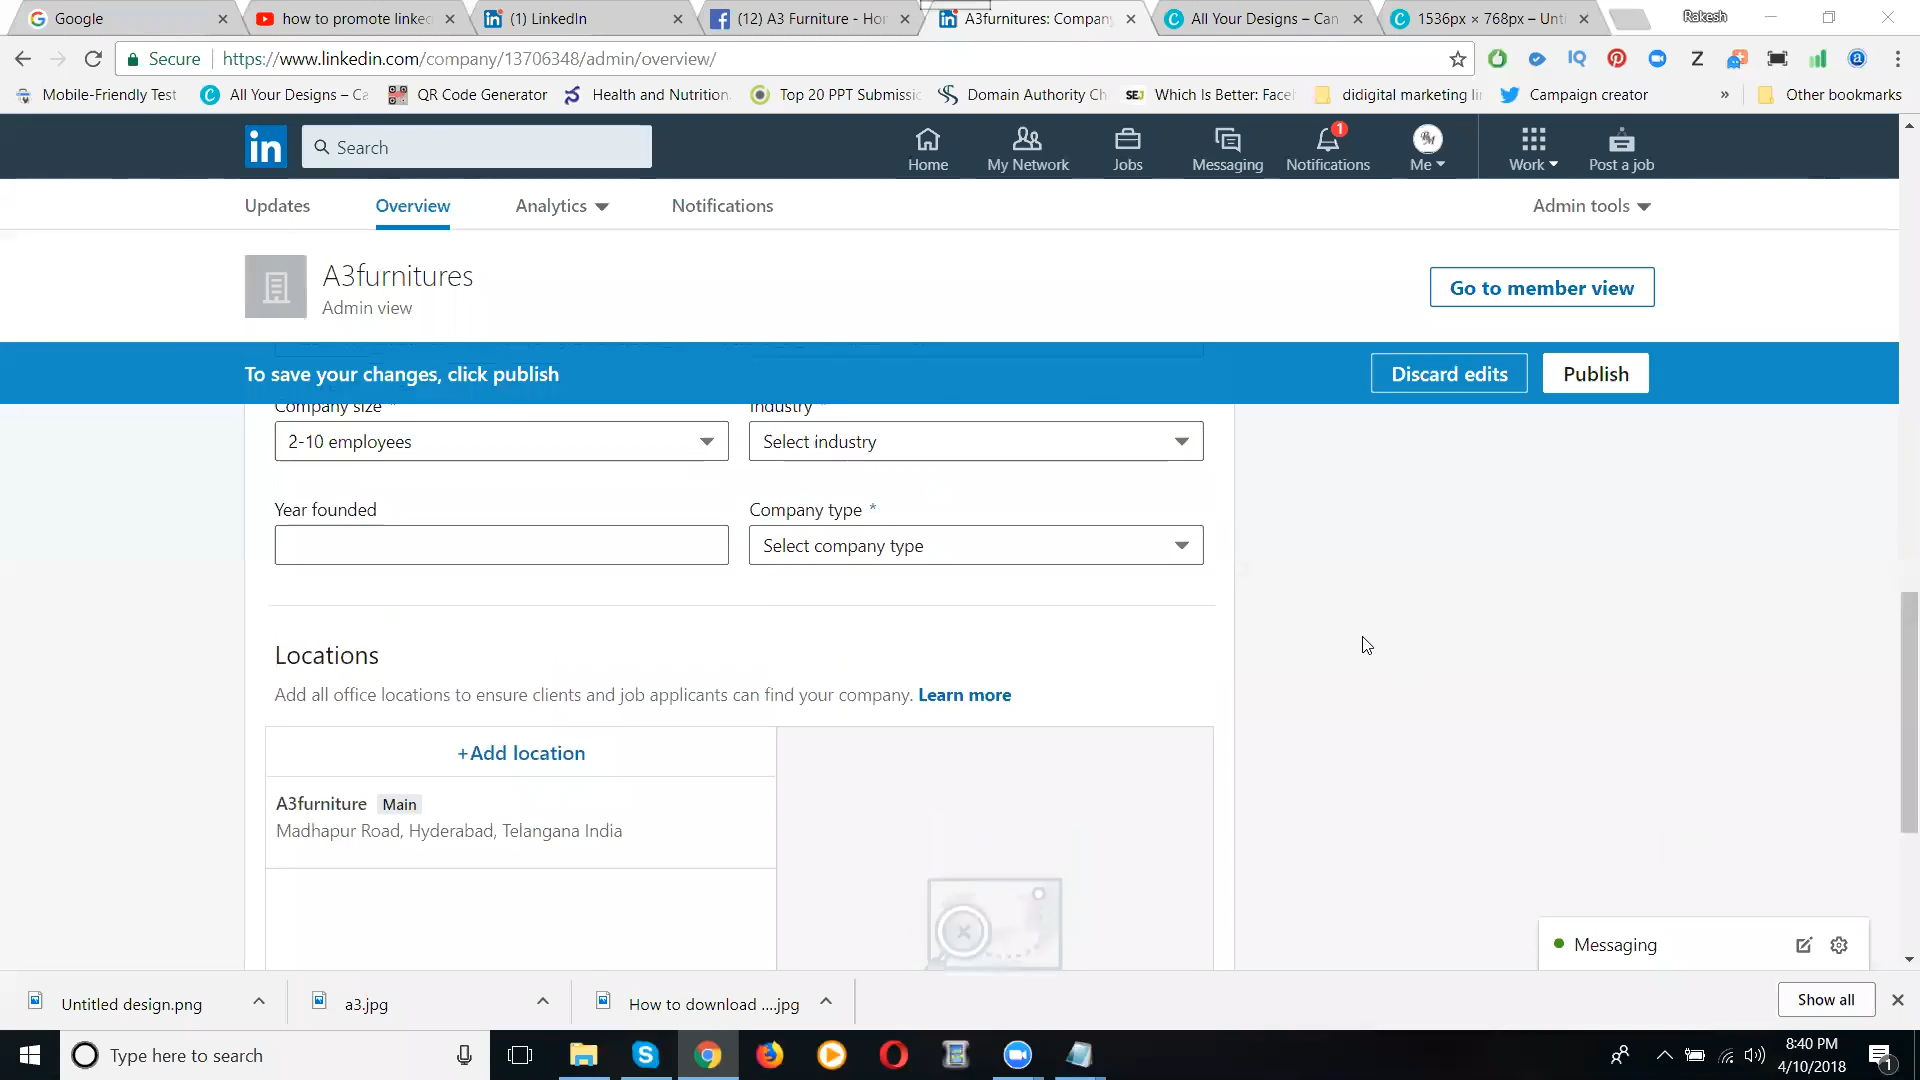 Google
how to promote linked
(1) LinkedIn
(12) A3 Furniture - Hor
A3furnitures: Company
All Your Designs – Can
1536px × 768px – Unti
Rakesh
Secure
https://www.linkedin.com/company/13706348/admin/overview/
Mobile-Friendly Test
All Your Designs – Ca
QR Code Generator
Health and Nutrition
Top 20 PPT Submissio
Domain Authority Ch
Which Is Better: Face
didigital marketing lin
Campaign creator
»
Other bookmarks
in
Search
Home
My Network
Jobs
Messaging
1
Notifications
Me
Work
Post a job
Updates
Overview
Analytics
Notifications
Admin tools
A3furnitures
Admin view
Go to member view
To save your changes, click publish
Discard edits
Publish
Company size *
Industry *
2-10 employees
Select industry
Year founded
Company type *
Select company type
Locations
Add all office locations to ensure clients and job applicants can find your company. Learn more
+Add location
A3furniture Main
Madhapur Road, Hyderabad, Telangana India
Messaging
Untitled design.png
a3.jpg
How to download ....jpg
Show all
Type here to search
8:40 PM
4/10/2018
1